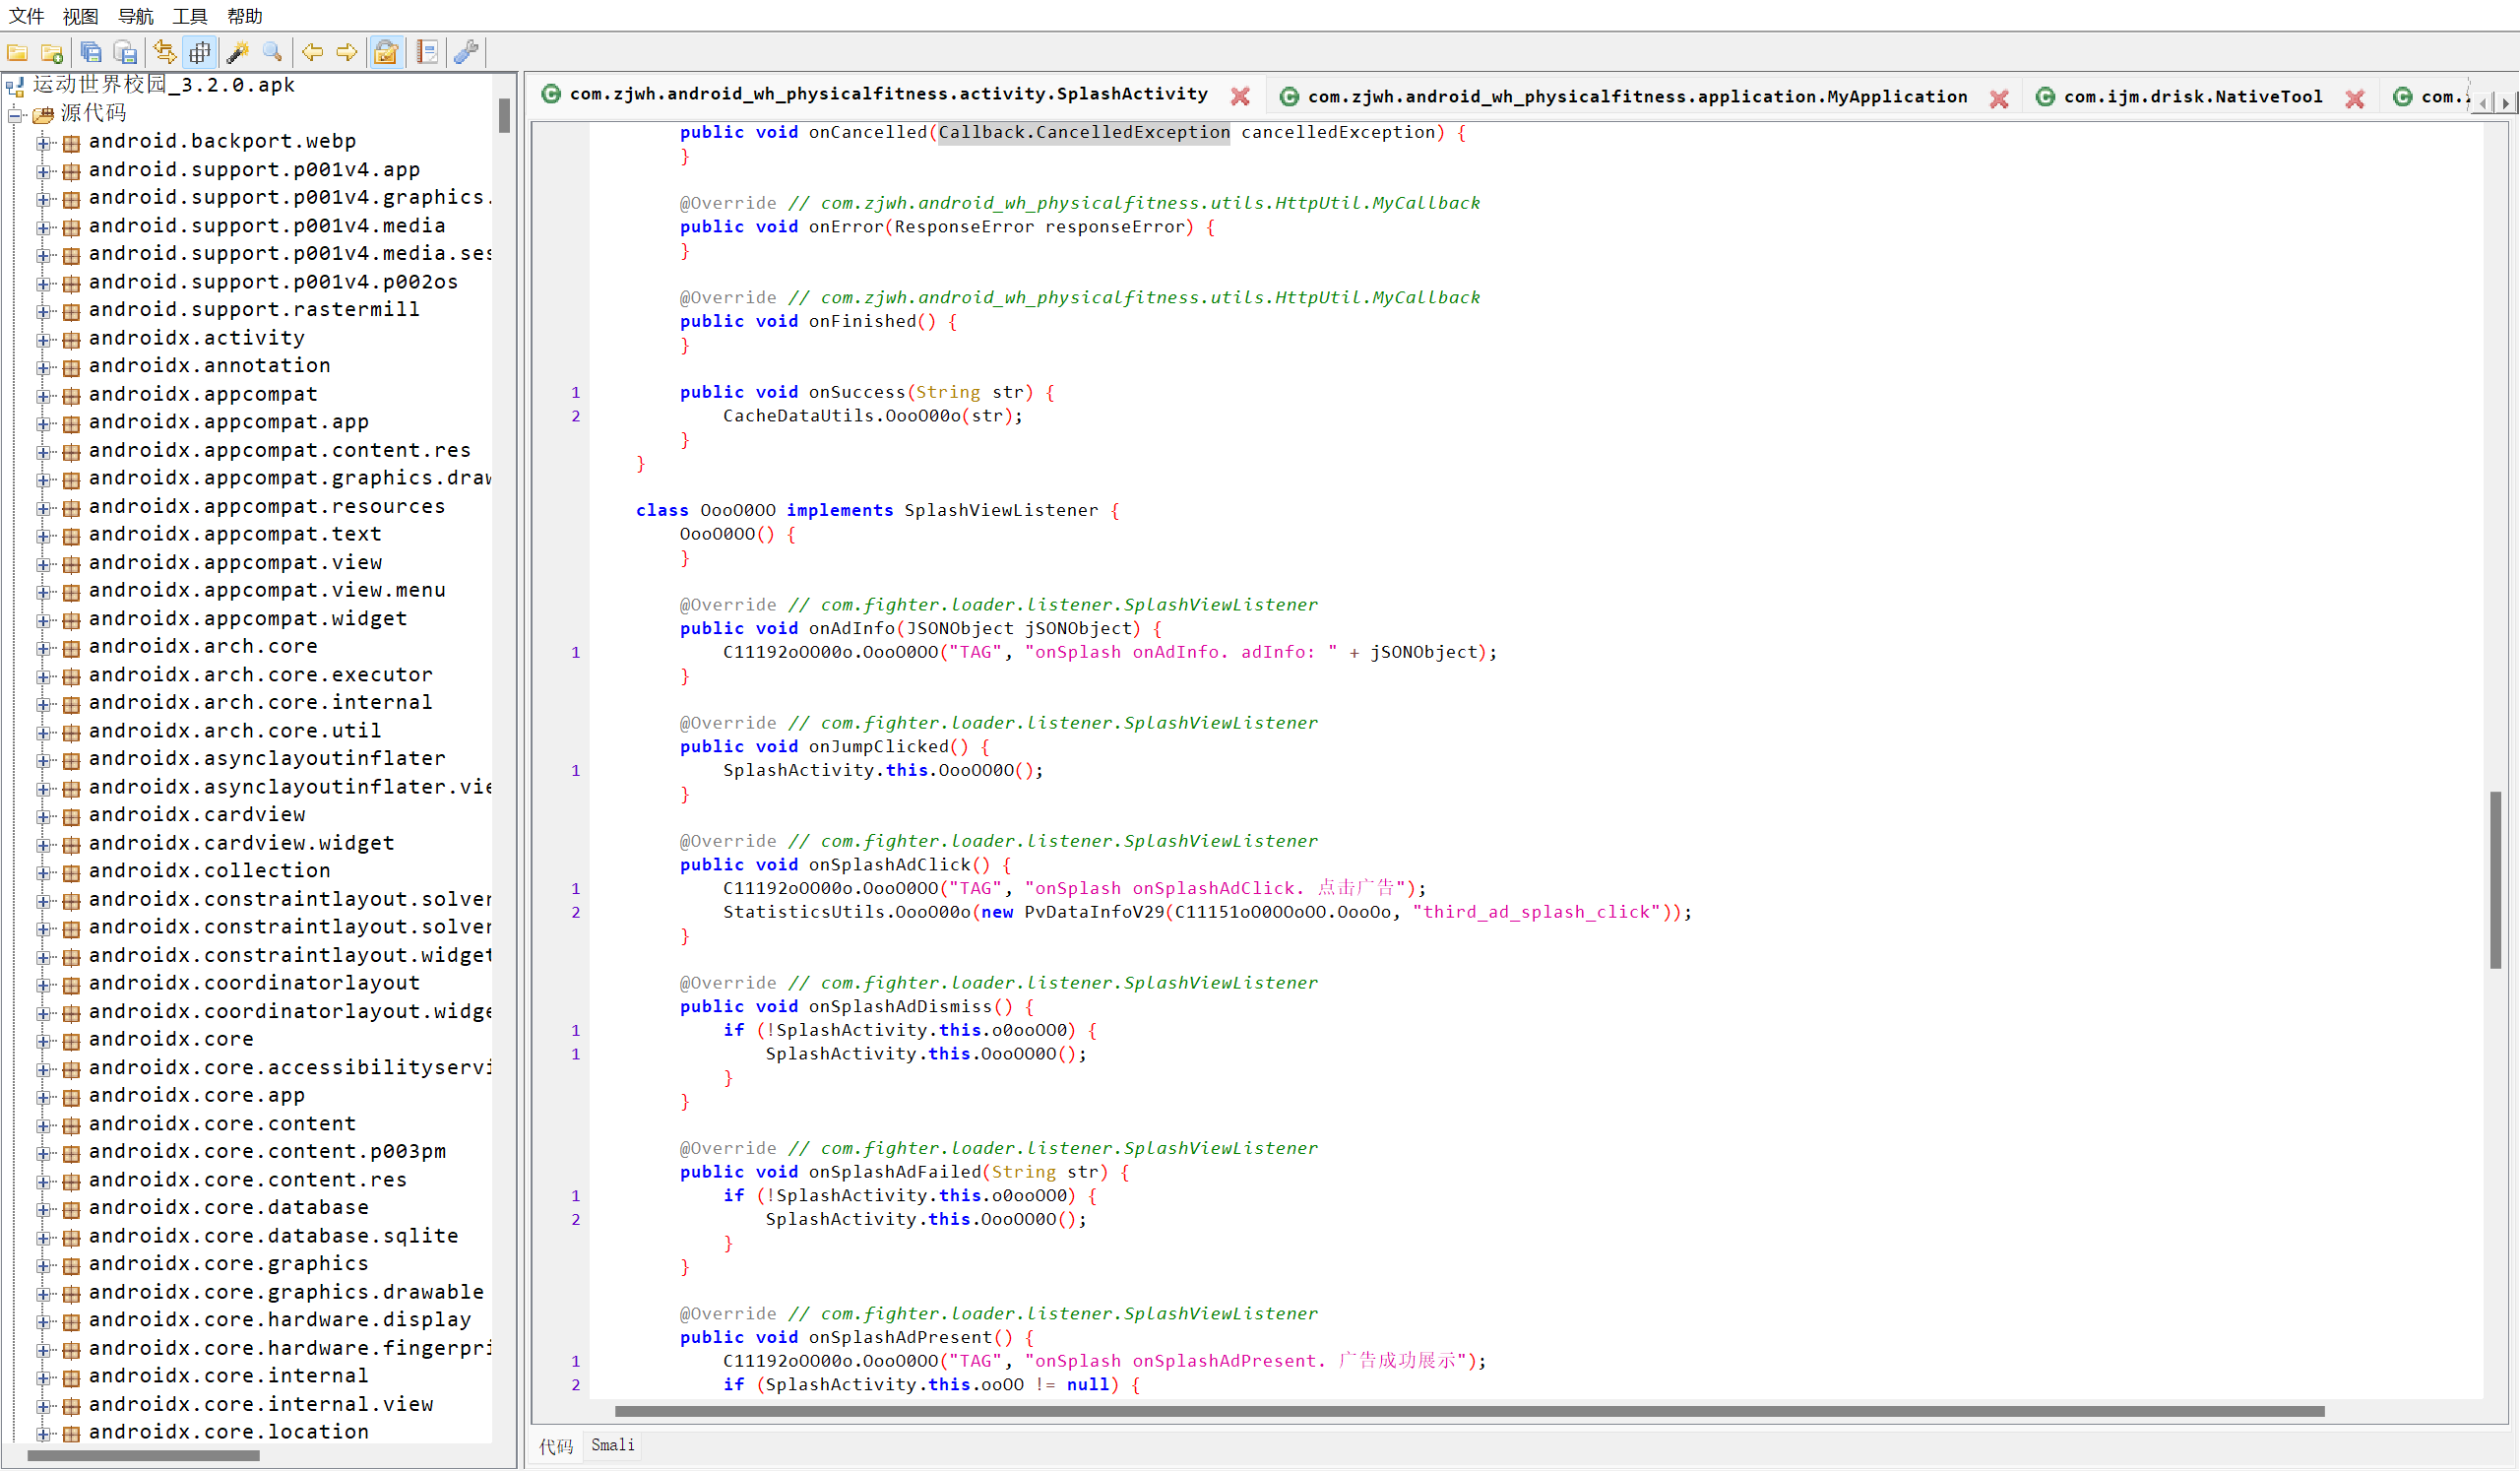 文件 视图 导航 工具 帮助
运动世界校园_3.2.0.apk
源代码
android.backport.webp
android.support.p001v4.app
android.support.p001v4.graphics.
android.support.p001v4.media
android.support.p001v4.media.ses
android.support.p001v4.p002os
android.support.rastermill
androidx.activity
androidx.annotation
androidx.appcompat
androidx.appcompat.app
androidx.appcompat.content.res
androidx.appcompat.graphics.draw
androidx.appcompat.resources
androidx.appcompat.text
androidx.appcompat.view
androidx.appcompat.view.menu
androidx.appcompat.widget
androidx.arch.core
androidx.arch.core.executor
androidx.arch.core.internal
androidx.arch.core.util
androidx.asynclayoutinflater
androidx.asynclayoutinflater.vie
androidx.cardview
androidx.cardview.widget
androidx.collection
androidx.constraintlayout.solver
androidx.constraintlayout.solver
androidx.constraintlayout.widget
androidx.coordinatorlayout
androidx.coordinatorlayout.widge
androidx.core
androidx.core.accessibilityservi
androidx.core.app
androidx.core.content
androidx.core.content.p003pm
androidx.core.content.res
androidx.core.database
androidx.core.database.sqlite
androidx.core.graphics
androidx.core.graphics.drawable
androidx.core.hardware.display
androidx.core.hardware.fingerpri
androidx.core.internal
androidx.core.internal.view
androidx.core.location
com.zjwh.android_wh_physicalfitness.activity.SplashActivity com.zjwh.android_wh_physicalfitness.application.MyApplication com.ijm.drisk.NativeTool com.
public void onCancelled(Callback.CancelledException cancelledException) {
}
@Override // com.zjwh.android_wh_physicalfitness.utils.HttpUtil.MyCallback
public void onError(ResponseError responseError) {
}
@Override // com.zjwh.android_wh_physicalfitness.utils.HttpUtil.MyCallback
public void onFinished() {
}
1 public void onSuccess(String str) {
2 CacheDataUtils.OooO00o(str);
}
}
class OooO0OO implements SplashViewListener {
OooO0OO() {
}
@Override // com.fighter.loader.listener.SplashViewListener
public void onAdInfo(JSONObject jSONObject) {
1 C11192oOO00o.OooO0OO("TAG", "onSplash onAdInfo. adInfo: " + jSONObject);
}
@Override // com.fighter.loader.listener.SplashViewListener
public void onJumpClicked() {
1 SplashActivity.this.OooOO0O();
}
@Override // com.fighter.loader.listener.SplashViewListener
public void onSplashAdClick() {
1 C11192oOO00o.OooO0OO("TAG", "onSplash onSplashAdClick. 点击广告");
2 StatisticsUtils.OooO00o(new PvDataInfoV29(C11151oO0OOoOO.OooOo, "third_ad_splash_click"));
}
@Override // com.fighter.loader.listener.SplashViewListener
public void onSplashAdDismiss() {
1 if (!SplashActivity.this.o0ooOO0) {
1 SplashActivity.this.OooOO0O();
}
}
@Override // com.fighter.loader.listener.SplashViewListener
public void onSplashAdFailed(String str) {
1 if (!SplashActivity.this.o0ooOO0) {
2 SplashActivity.this.OooOO0O();
}
}
@Override // com.fighter.loader.listener.SplashViewListener
public void onSplashAdPresent() {
1 C11192oOO00o.OooO0OO("TAG", "onSplash onSplashAdPresent. 广告成功展示");
2 if (SplashActivity.this.ooOO != null) {
代码 Smali